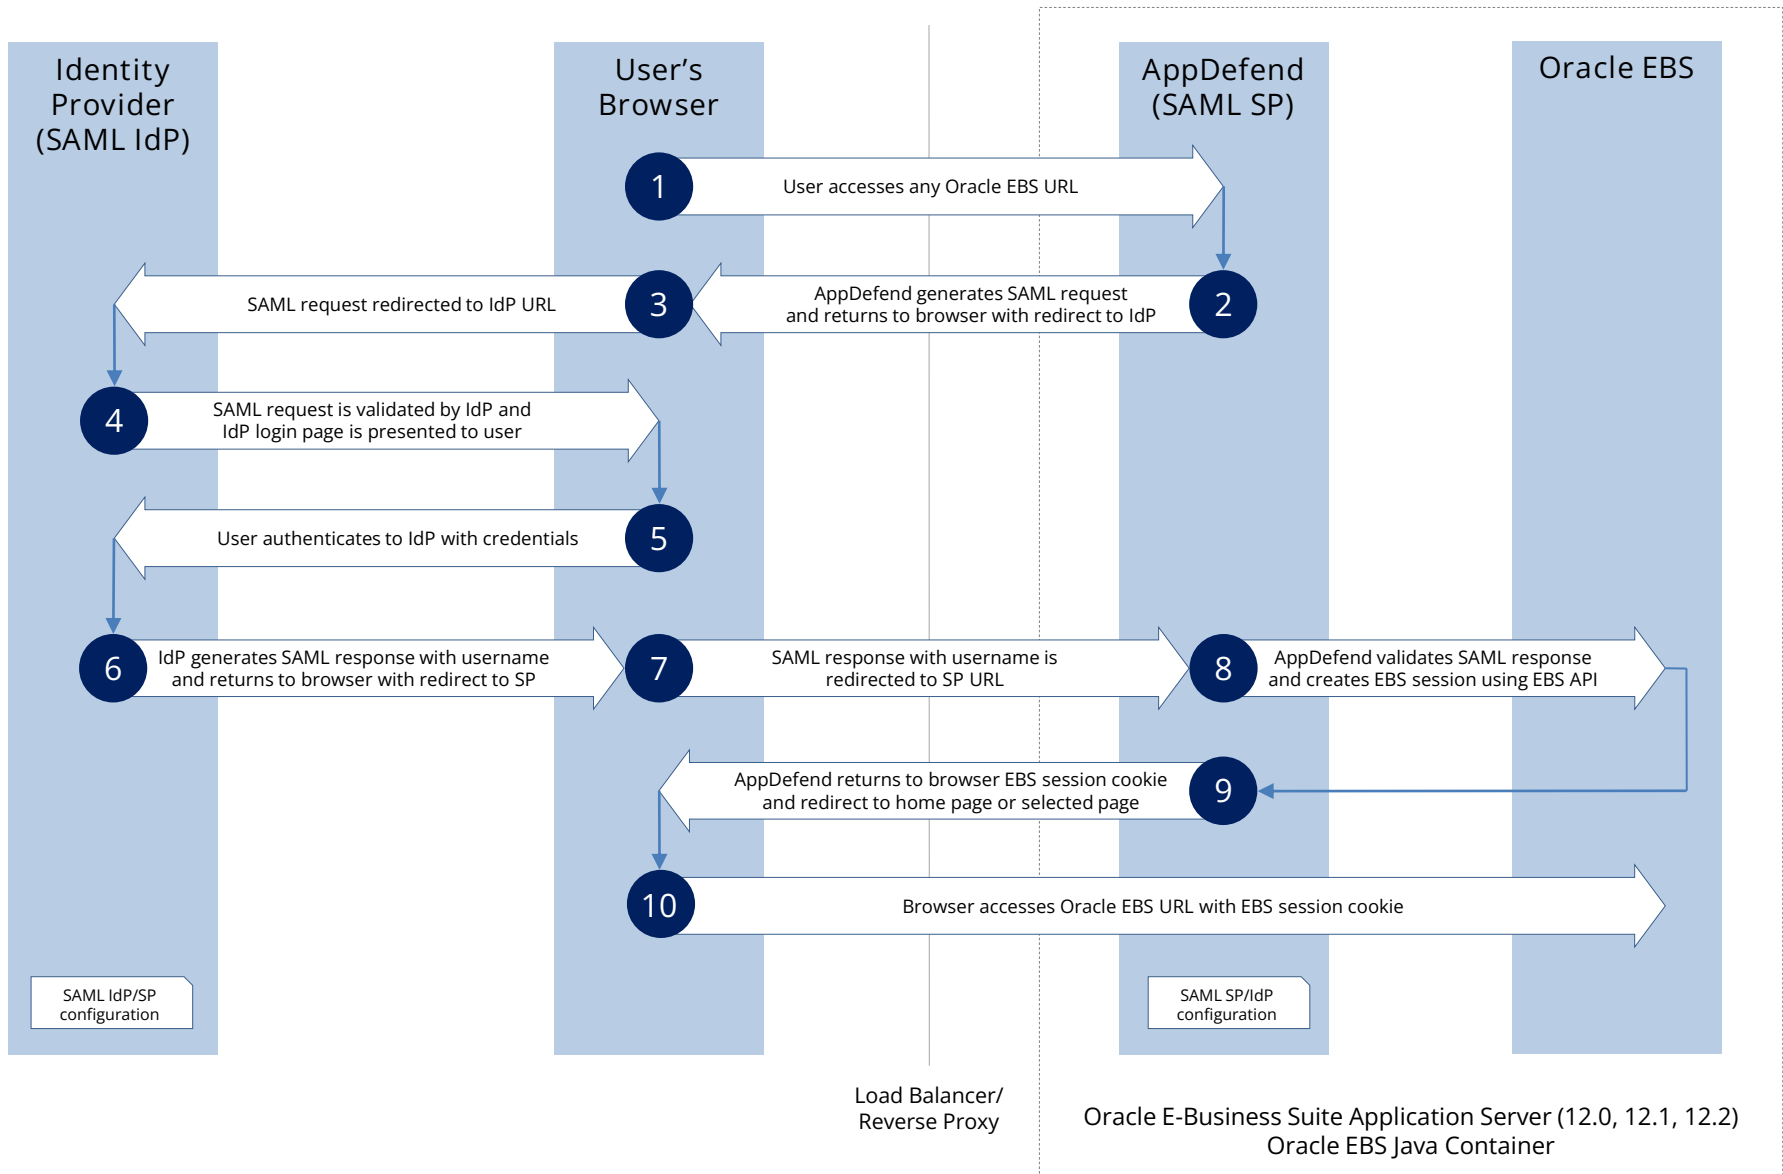 Identity
Provider
(SAML IdP)
User's
Browser
AppDefend
(SAML SP)
Oracle EBS
1
User accesses any Oracle EBS URL
2
AppDefend generates SAML request
and returns to browser with redirect to IdP
3
SAML request redirected to IdP URL
4
SAML request is validated by IdP and
IdP login page is presented to user
5
User authenticates to IdP with credentials
6
IdP generates SAML response with username
and returns to browser with redirect to SP
7
SAML response with username is
redirected to SP URL
8
AppDefend validates SAML response
and creates EBS session using EBS API
9
AppDefend returns to browser EBS session cookie
and redirect to home page or selected page
10
Browser accesses Oracle EBS URL with EBS session cookie
SAML IdP/SP
configuration
SAML SP/IdP
configuration
Load Balancer/
Reverse Proxy
Oracle E-Business Suite Application Server (12.0, 12.1, 12.2)
Oracle EBS Java Container